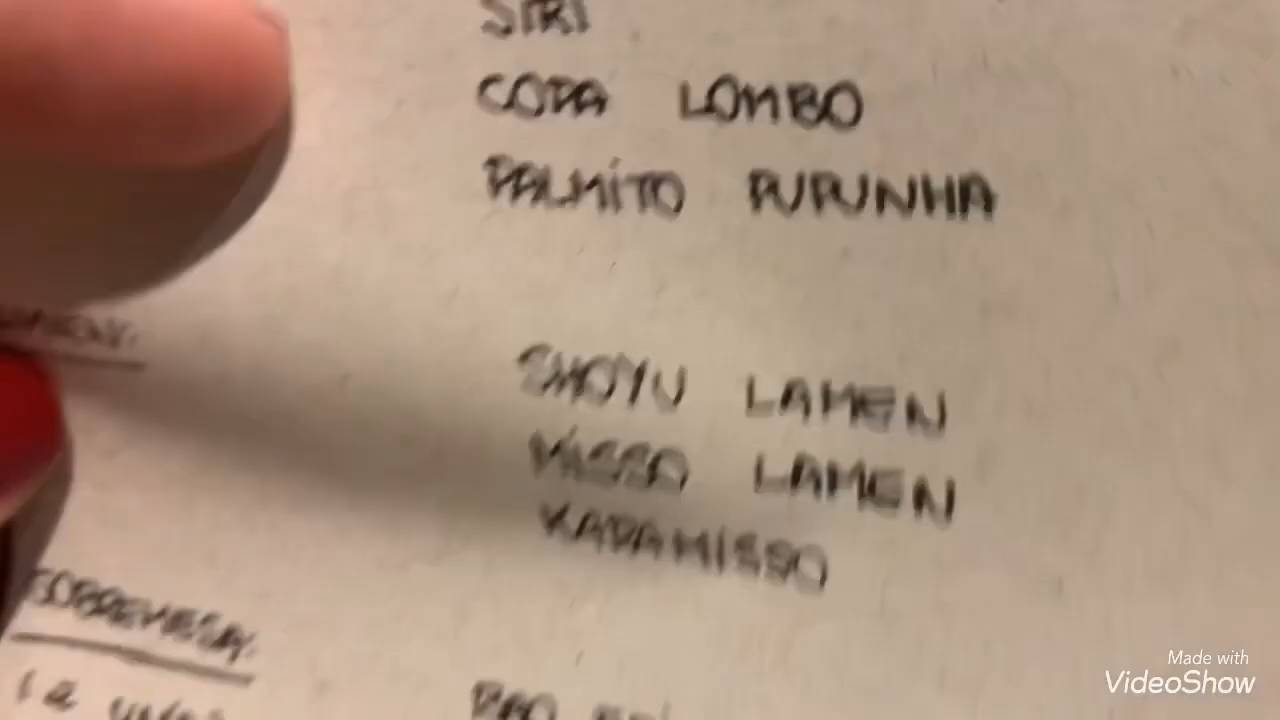 SIRI
COPA LOMBO
PALMITO PUPUNHA
SHOYU LAMEN
MISSO LAMEN
KARAMISSO
SOBREMESA:
Made with
VideoShow